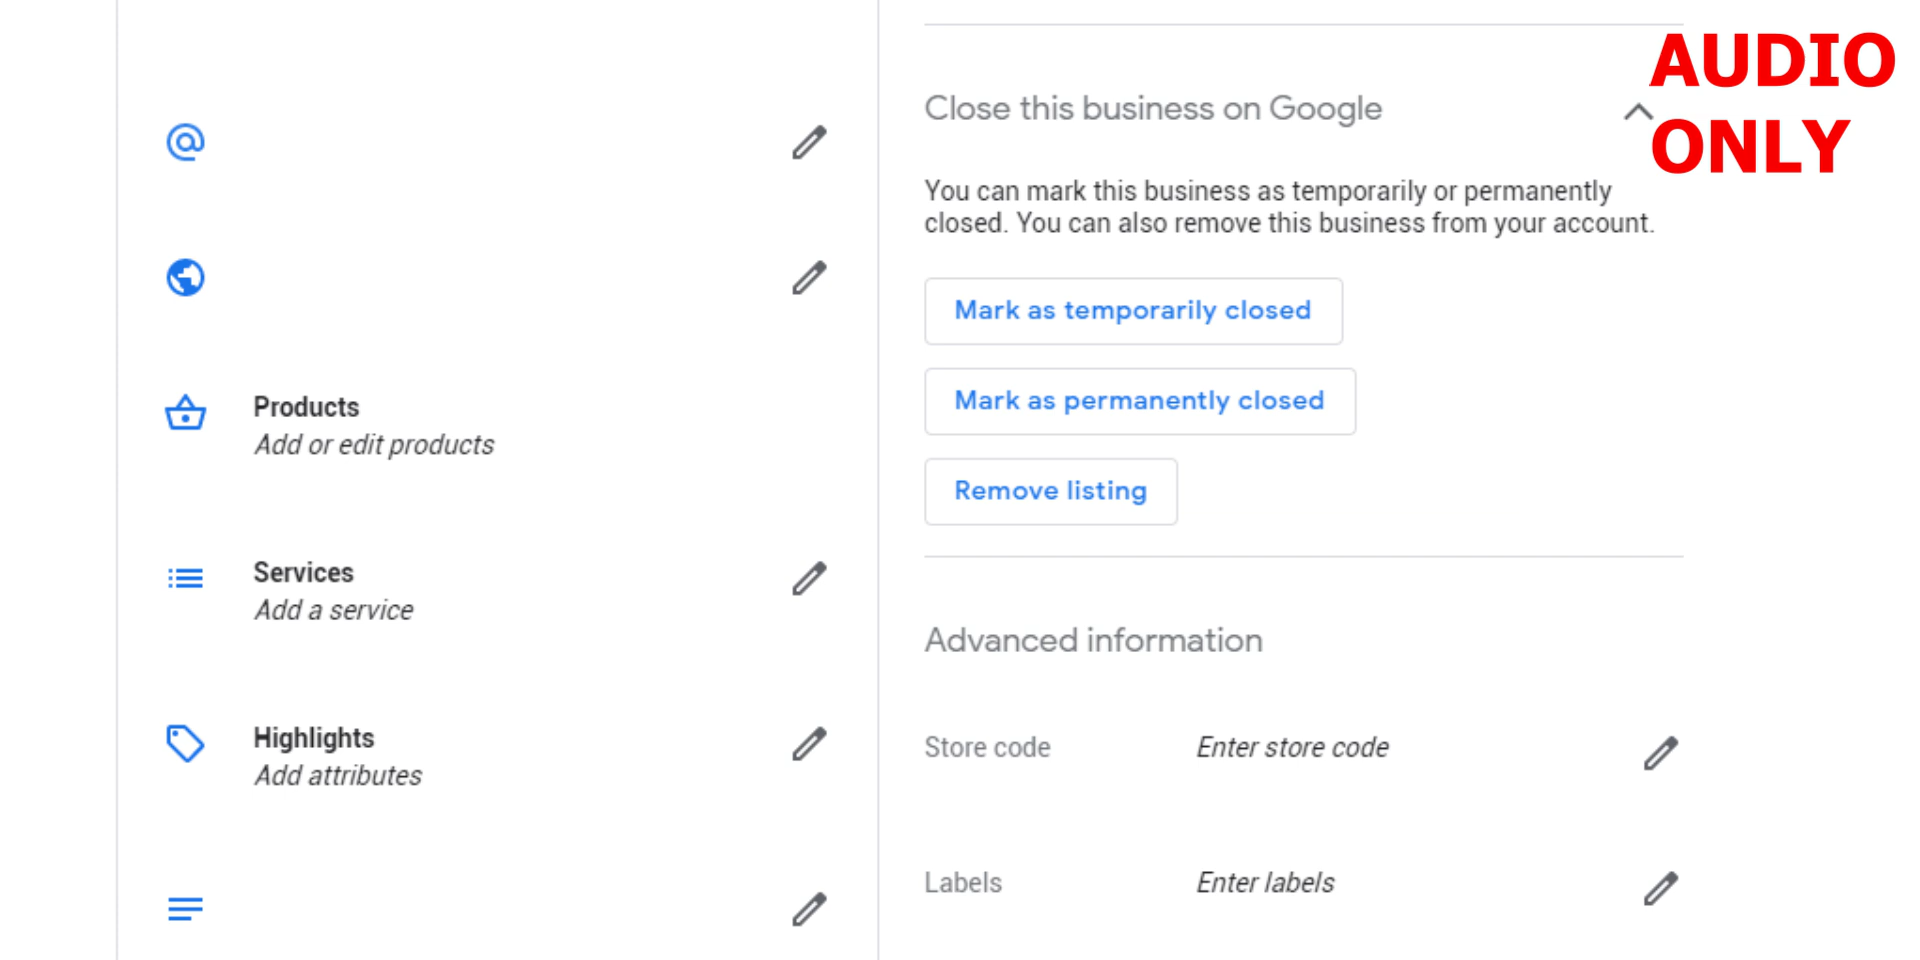 Products
Add or edit products
Services
Add a service
Highlights
Add attributes
Close this business on Google
You can mark this business as temporarily or permanently
closed. You can also remove this business from your account.
Mark as temporarily closed
Mark as permanently closed
Remove listing
Advanced information
Store code
Enter store code
Labels
Enter labels
AUDIO
ONLY